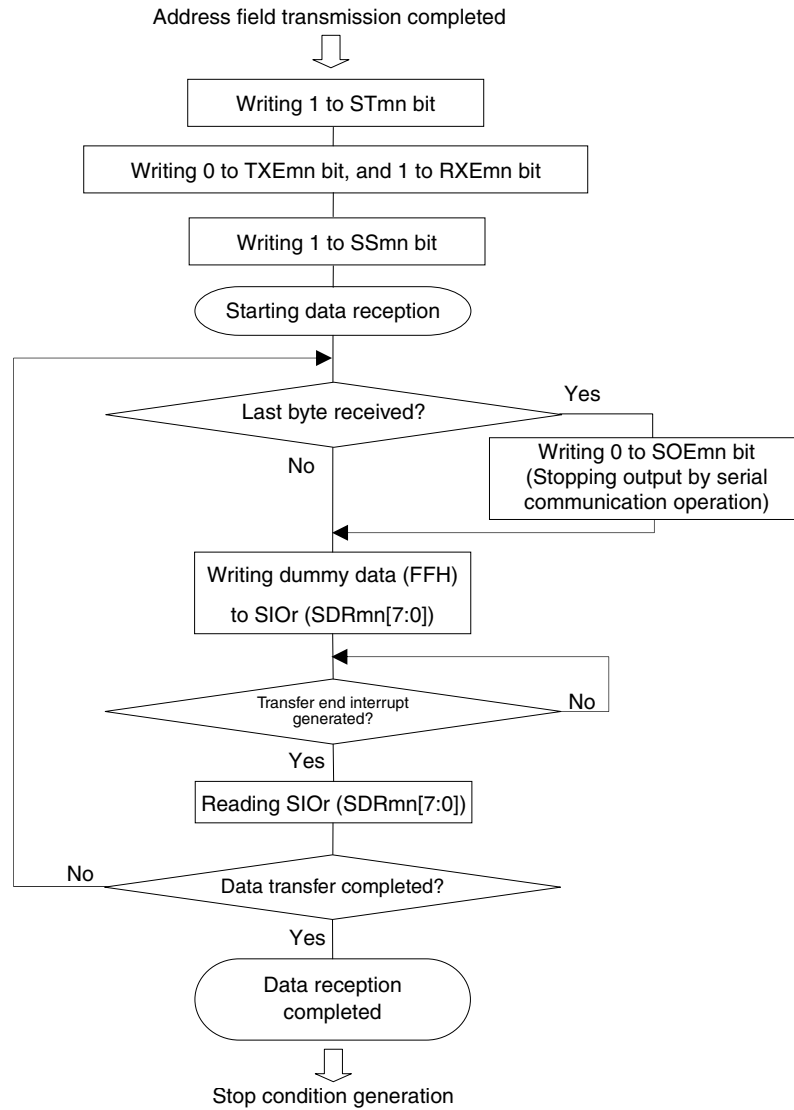 Address field transmission completed
Writing 1 to STmn bit
Writing 0 to TXEmn bit, and 1 to RXEmn bit
Writing 1 to SSmn bit
Starting data reception
Last byte received?
Yes
No
Writing 0 to SOEmn bit
(Stopping output by serial
communication operation)
Writing dummy data (FFH)
to SIOr (SDRmn[7:0])
Transfer end interrupt
generated?
No
Yes
Reading SIOr (SDRmn[7:0])
No
Data transfer completed?
Yes
Data reception
completed
Stop condition generation